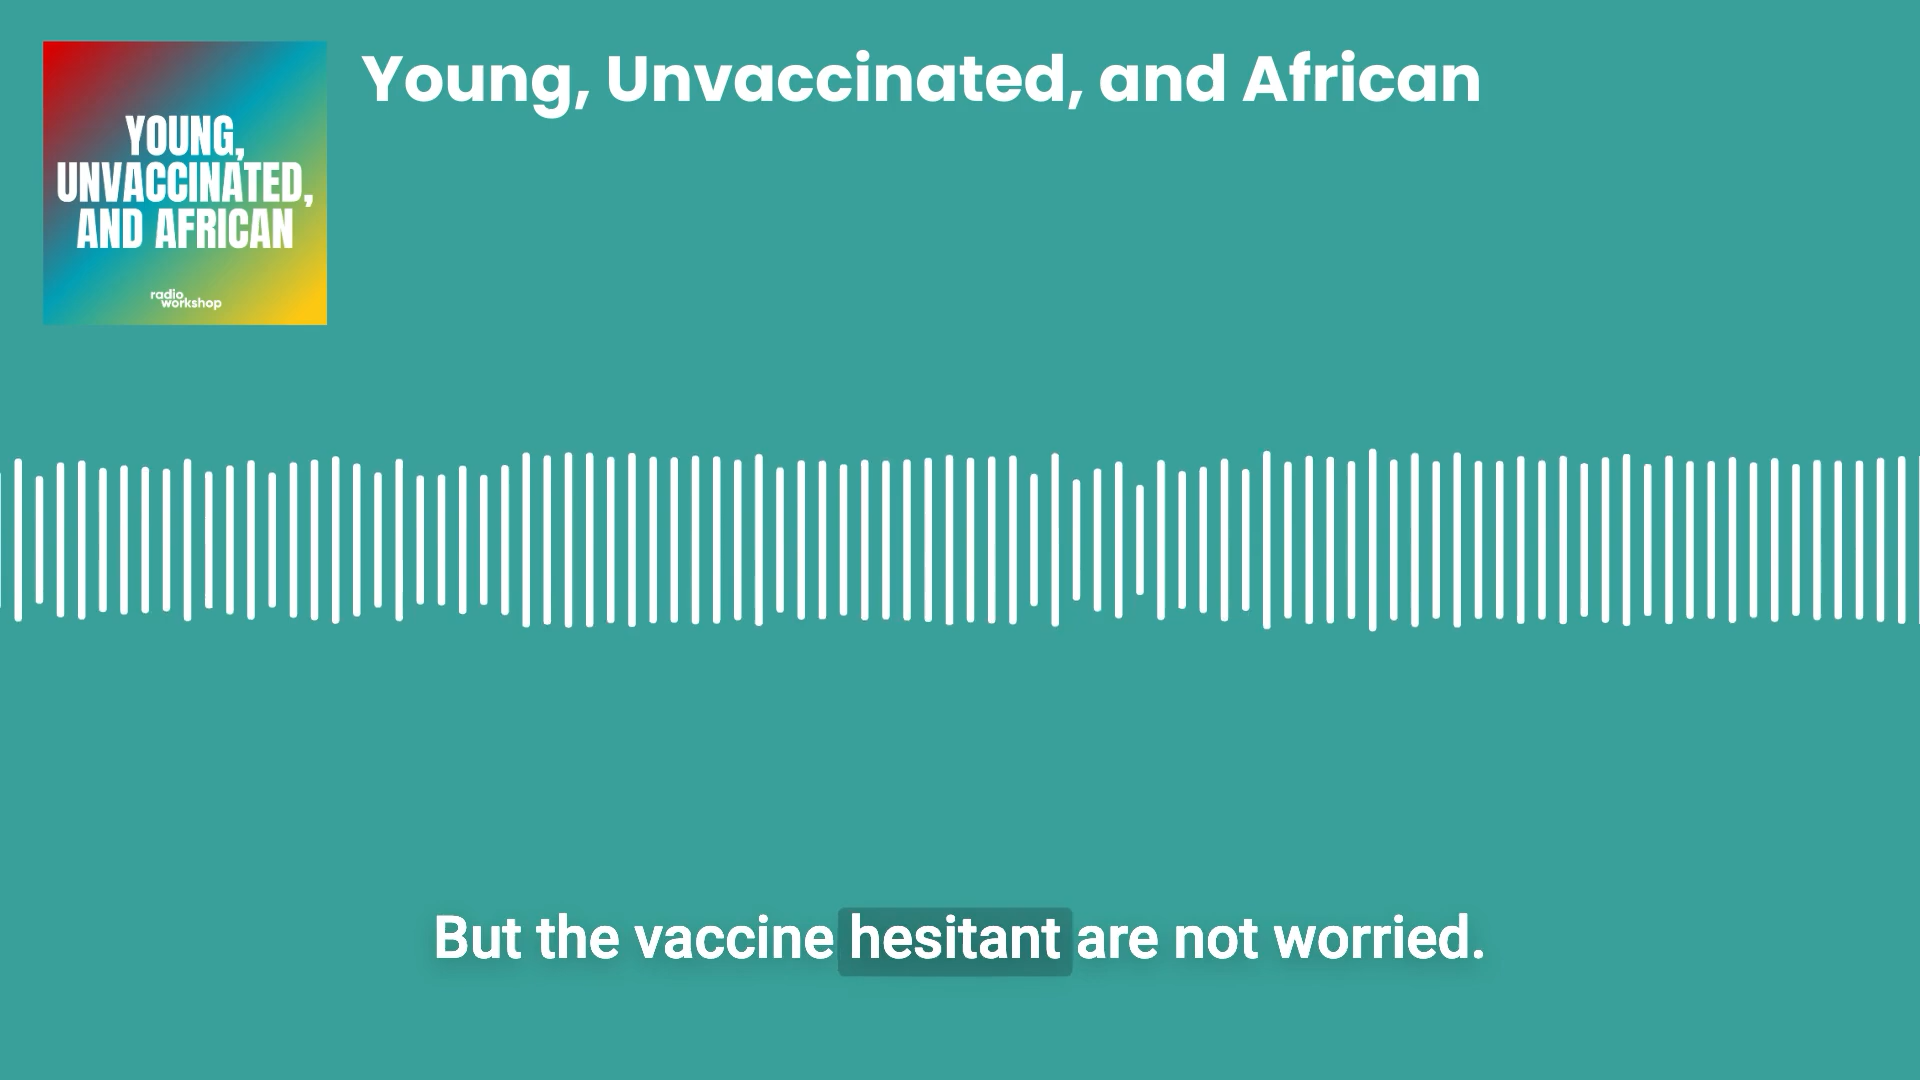 Young, Unvaccinated, and African
YOUNG,
UNVACCINATED,
AND AFRICAN
radio
workshop
But the vaccine hesitant are not worried.